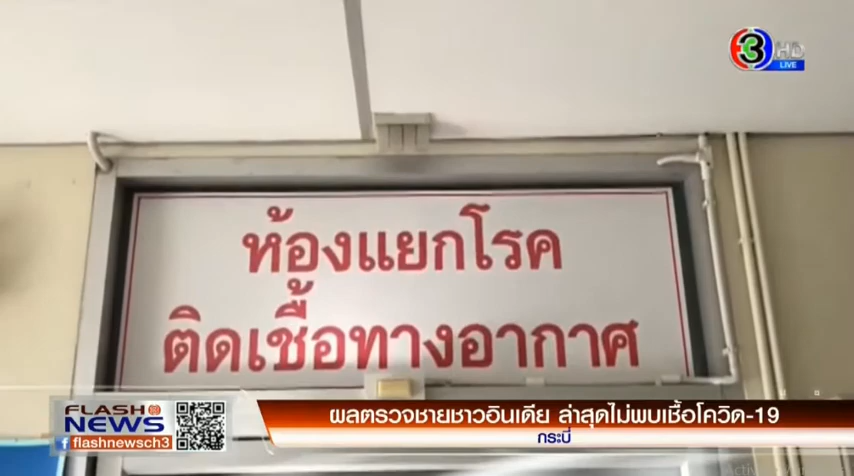 3 HD
LIVE
ห้องแยกโรค
ติดเชื้อทางอากาศ
FLASH
NEWS
f flashnewsch3
ผลตรวจชายชาวอินเดีย ล่าสุดไม่พบเชื้อโควิด-19
กระบี่